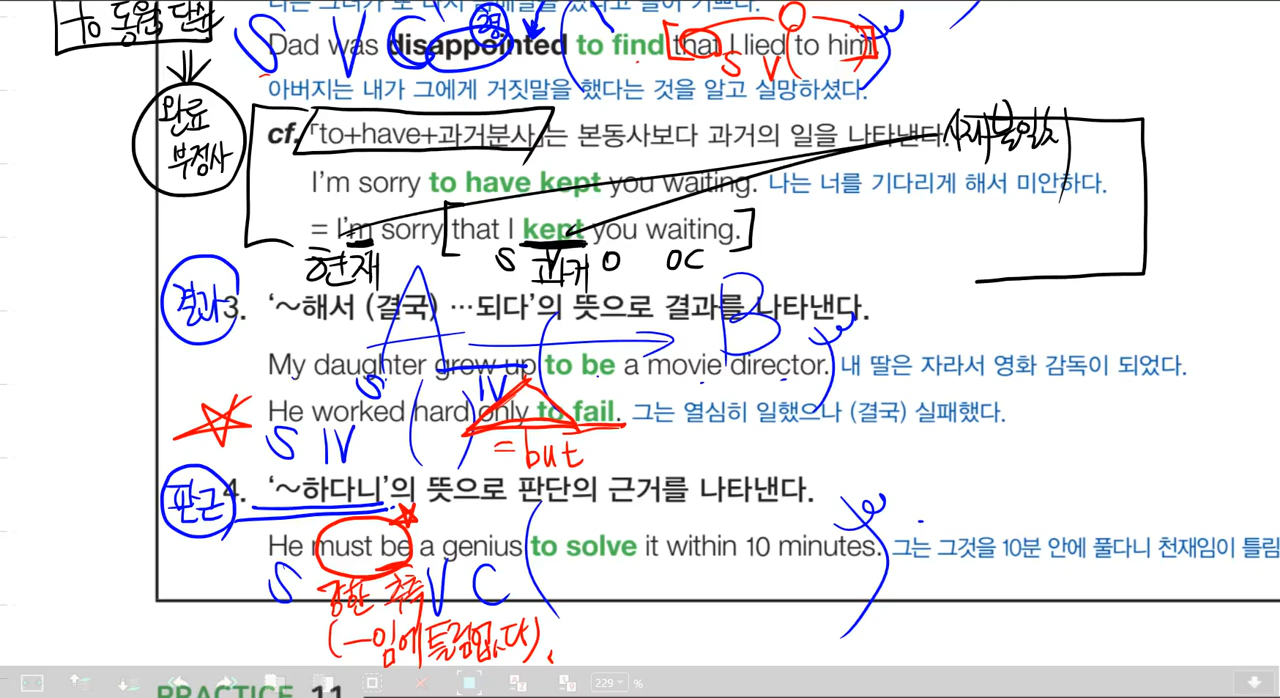 to 동원 단쉬
S V C
Dad was disappointed to find that I lied to him.
O
S V
아버지는 내가 그에게 거짓말을 했다는 것을 알고 실망하셨다.
완료
부정사
cf. 「to+have+과거분사」는 본동사보다 과거의 일을 나타낸다.
I'm sorry to have kept you waiting. 나는 너를 기다리게 해서 미안하다.
= I'm sorry that I kept you waiting.
현재 S V O OC
과거
결과
3. '~해서 (결국) …되다'의 뜻으로 결과를 나타낸다.
A B
My daughter grew up to be a movie director. 내 딸은 자라서 영화 감독이 되었다.
S IV
He worked hard only to fail. 그는 열심히 일했으나 (결국) 실패했다.
S IV = but
판근
4. '~하다니'의 뜻으로 판단의 근거를 나타낸다.
He must be a genius to solve it within 10 minutes. 그는 그것을 10분 안에 풀다니 천재임이 틀림
S 강한 추측 V C
(-임에 틀림없다).
229 %
PRACTICE 11